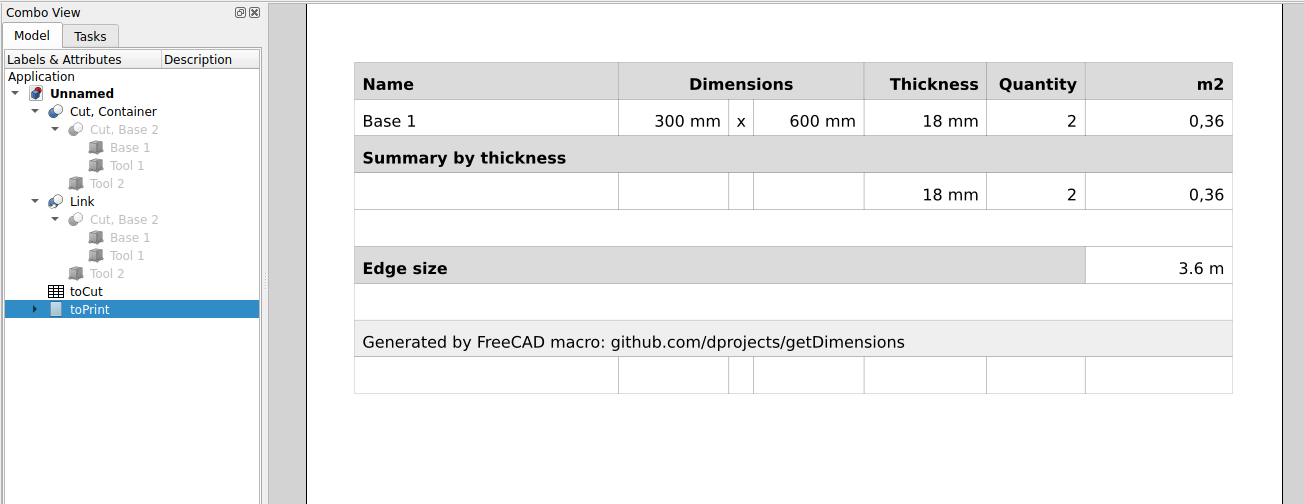 Combo View
Model Tasks
Labels & Attributes Description
Application
Unnamed
Cut, Container
Cut, Base 2
Base 1
Tool 1
Tool 2
Link
Cut, Base 2
Base 1
Tool 1
Tool 2
toCut
toPrint
Name Dimensions Thickness Quantity m2
Base 1 300 mm x 600 mm 18 mm 2 0,36
Summary by thickness
18 mm 2 0,36
Edge size 3.6 m
Generated by FreeCAD macro: github.com/dprojects/getDimensions